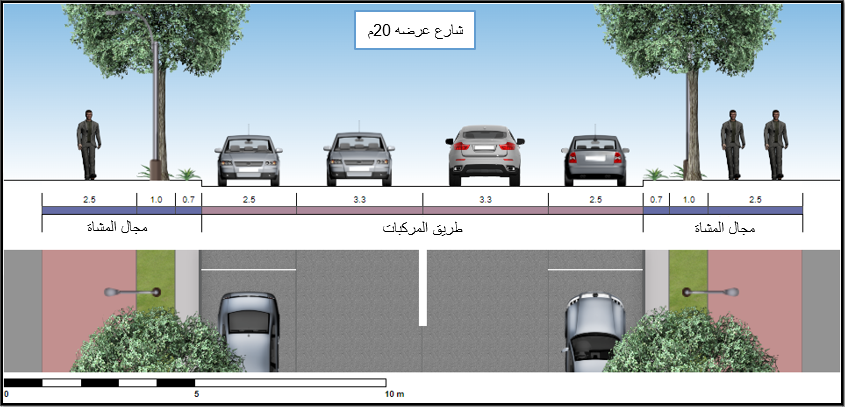 شارع عرضه 20م
2.5 1.0 0.7 2.5 3.3 3.3 2.5 0.7 1.0 2.5
مجال المشاة طريق المركبات مجال المشاة
0 5 10 m